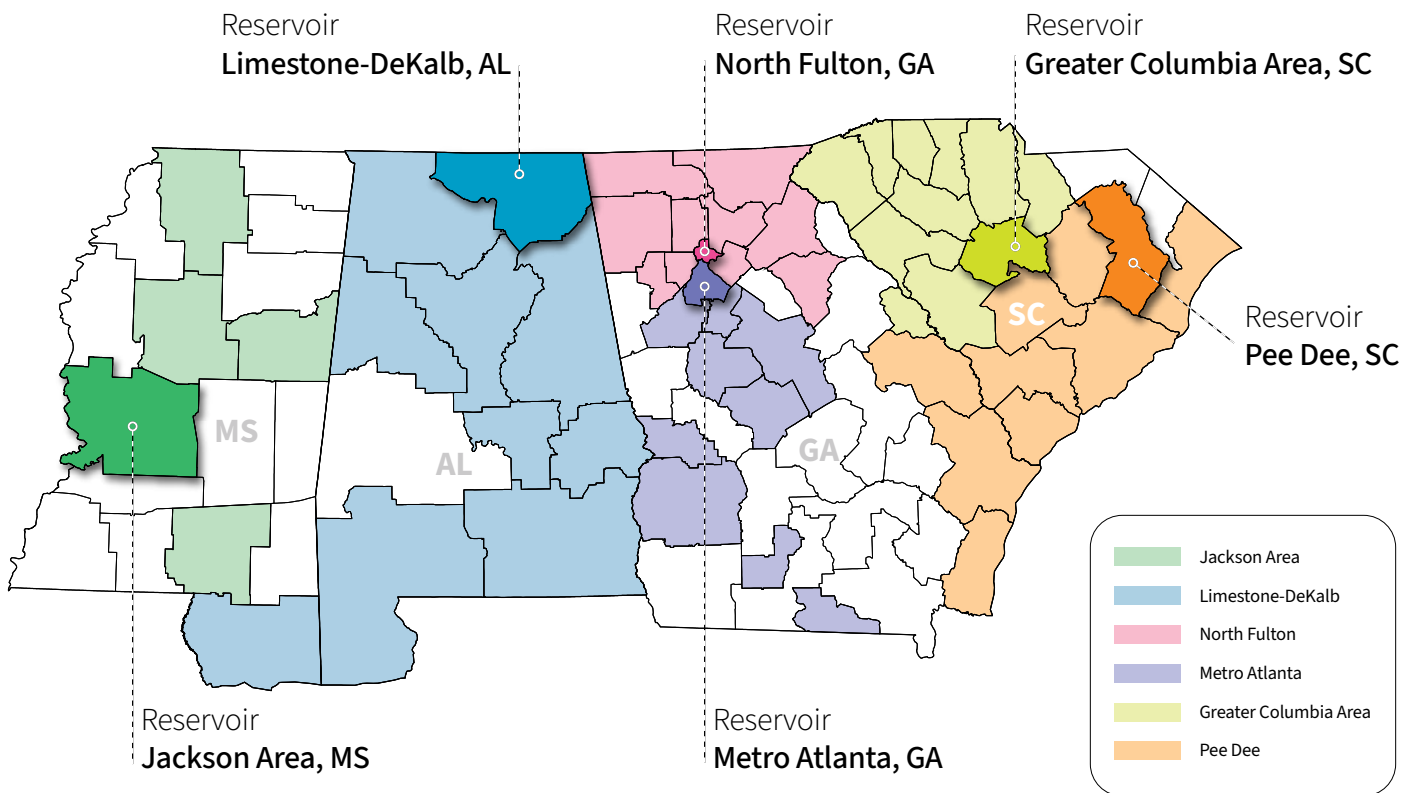 Reservoir
Limestone-DeKalb, AL
Reservoir
North Fulton, GA
Reservoir
Greater Columbia Area, SC
SC
Reservoir
Pee Dee, SC
MS
AL
GA
Jackson Area
Limestone-DeKalb
North Fulton
Metro Atlanta
Greater Columbia Area
Pee Dee
Reservoir
Jackson Area, MS
Reservoir
Metro Atlanta, GA